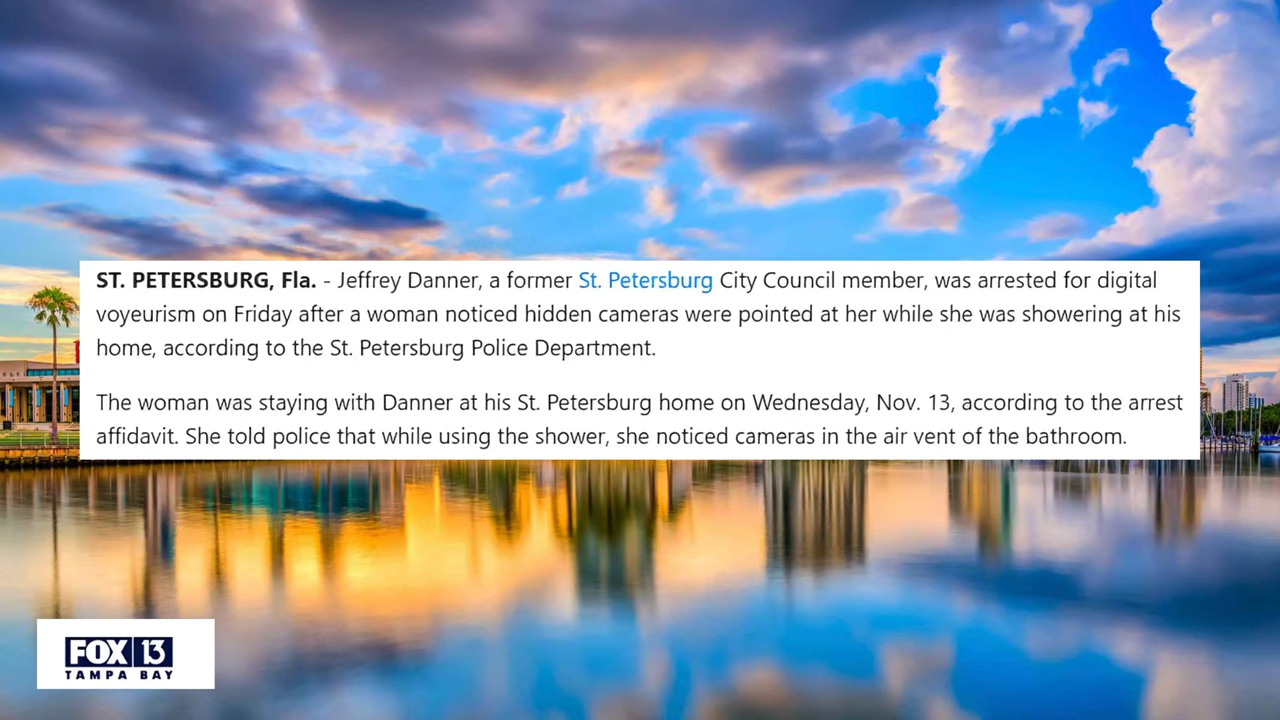 ST. PETERSBURG, Fla. - Jeffrey Danner, a former St. Petersburg City Council member, was arrested for digital
voyeurism on Friday after a woman noticed hidden cameras were pointed at her while she was showering at his
home, according to the St. Petersburg Police Department.
The woman was staying with Danner at his St. Petersburg home on Wednesday, Nov. 13, according to the arrest
affidavit. She told police that while using the shower, she noticed cameras in the air vent of the bathroom.
FOX 13
TAMPA BAY